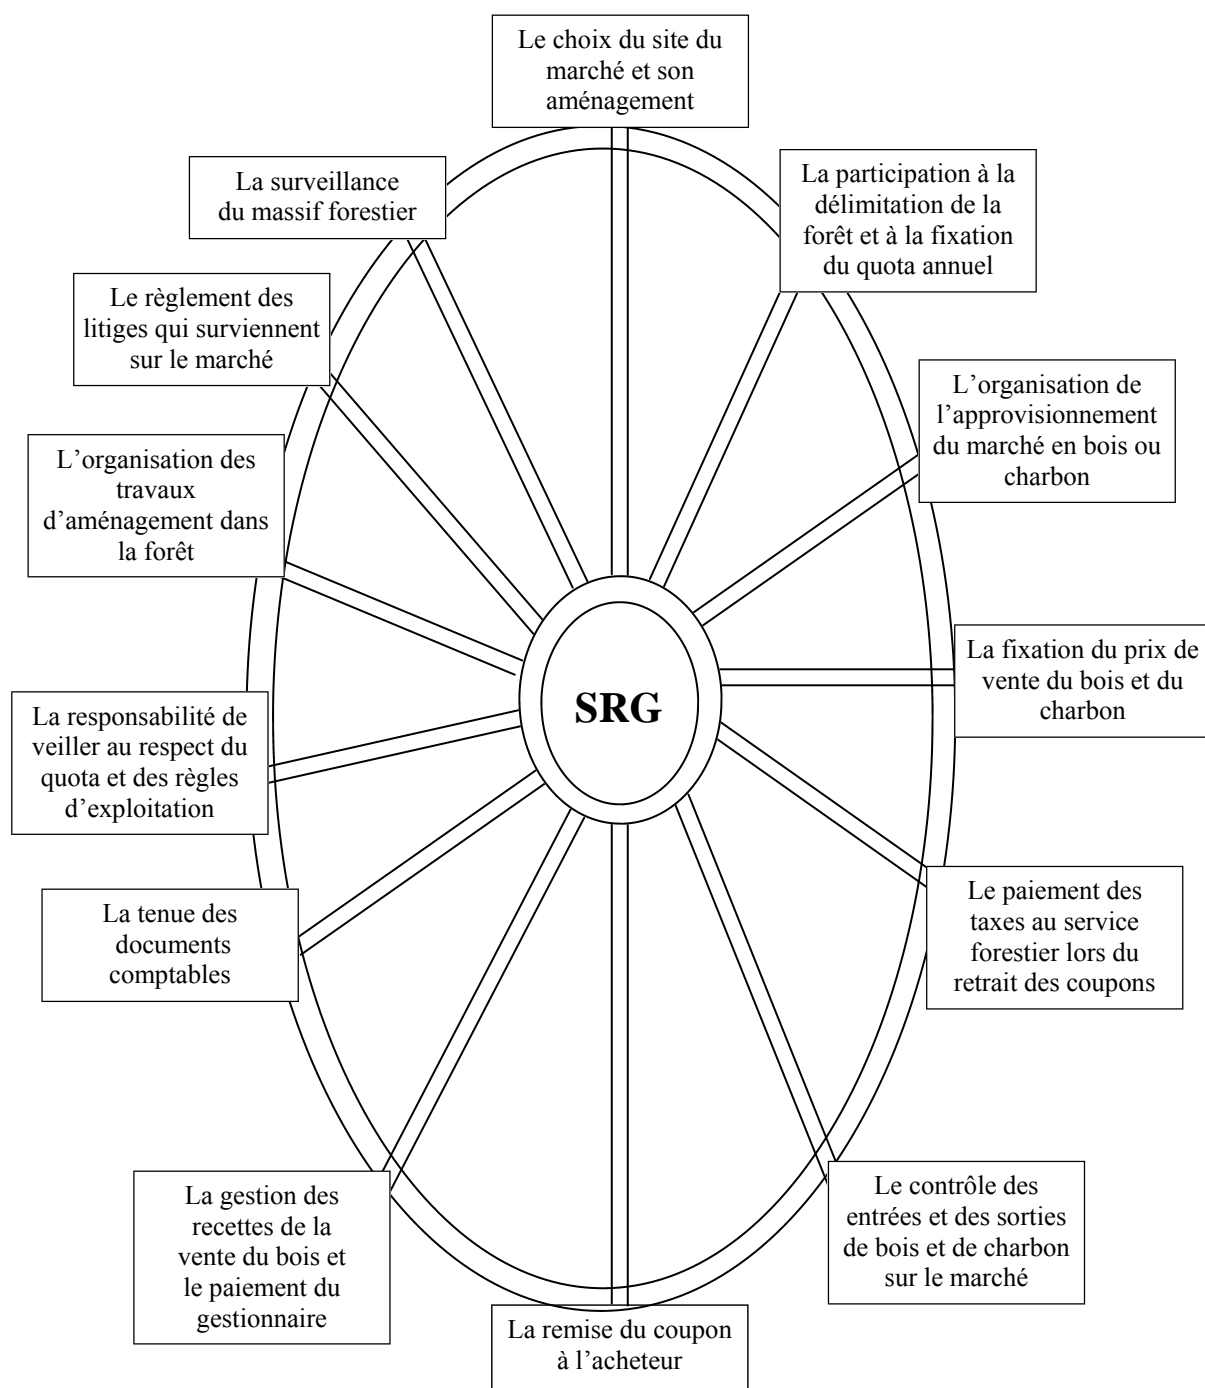 Le choix du site du
marché et son
aménagement
La participation à la
délimitation de la
forêt et à la fixation
du quota annuel
L’organisation de
l’approvisionnement
du marché en bois ou
charbon
La fixation du prix de
vente du bois et du
charbon
Le paiement des
taxes au service
forestier lors du
retrait des coupons
Le contrôle des
entrées et des sorties
de bois et de charbon
sur le marché
La remise du coupon
à l’acheteur
La gestion des
recettes de la
vente du bois et
le paiement du
gestionnaire
La tenue des
documents
comptables
La responsabilité de
veiller au respect du
quota et des règles
d’exploitation
L’organisation des
travaux
d’aménagement dans
la forêt
Le règlement des
litiges qui surviennent
sur le marché
La surveillance
du massif forestier
SRG